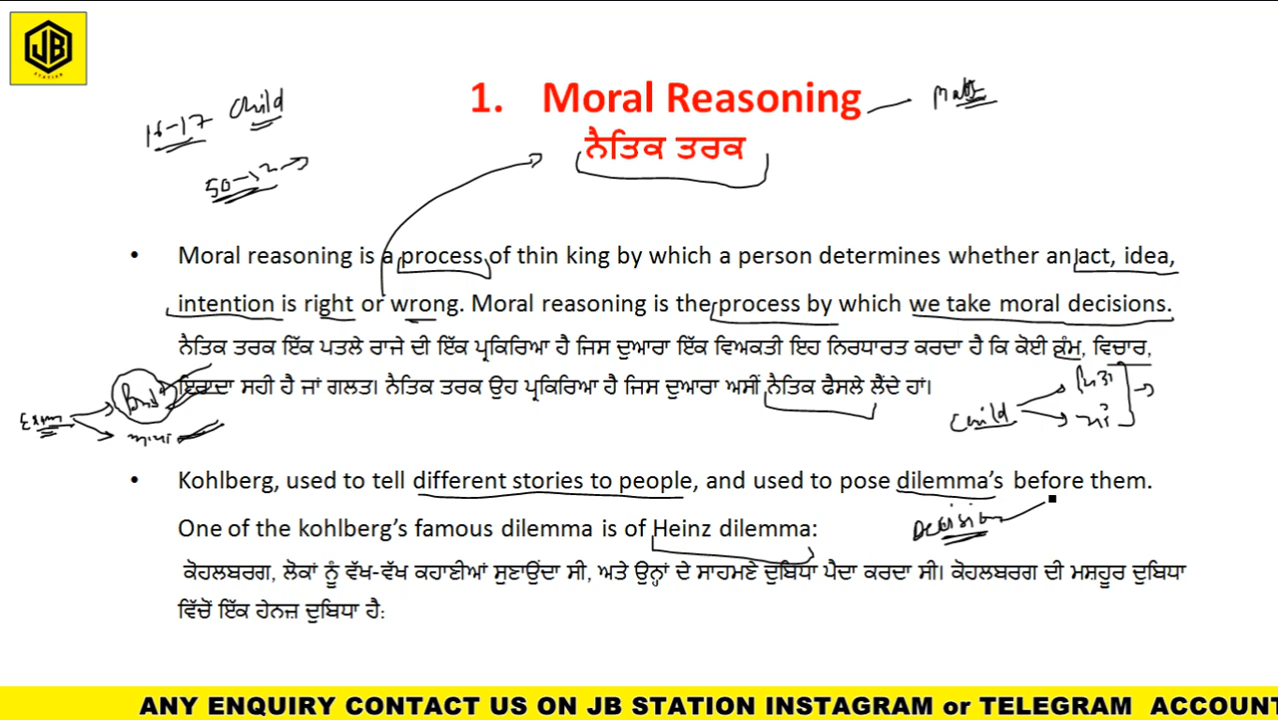 JB
STATION
1. Moral Reasoning
ਨੈਤਿਕ ਤਰਕ
16-17 Child
• Moral reasoning is a process of thin king by which a person determines whether an act, idea,
intention is right or wrong. Moral reasoning is the process by which we take moral decisions.
ਨੈਤਿਕ ਤਰਕ ਇੱਕ ਪਤਲੇ ਰਾਜੇ ਦੀ ਇੱਕ ਪ੍ਰਕਿਰਿਆ ਹੈ ਜਿਸ ਦੁਆਰਾ ਇੱਕ ਵਿਅਕਤੀ ਇਹ ਨਿਰਧਾਰਤ ਕਰਦਾ ਹੈ ਕਿ ਕੋਈ ਕੰਮ, ਵਿਚਾਰ,
ਇਰਾਦਾ ਸਹੀ ਹੈ ਜਾਂ ਗਲਤ। ਨੈਤਿਕ ਤਰਕ ਉਹ ਪ੍ਰਕਿਰਿਆ ਹੈ ਜਿਸ ਦੁਆਰਾ ਅਸੀਂ ਨੈਤਿਕ ਫੈਸਲੇ ਲੈਂਦੇ ਹਾਂ।
Exam
Child
• Kohlberg, used to tell different stories to people, and used to pose dilemma's before them.
One of the kohlberg's famous dilemma is of Heinz dilemma:
Decision
ਕੋਹਲਬਰਗ, ਲੋਕਾਂ ਨੂੰ ਵੱਖ-ਵੱਖ ਕਹਾਣੀਆਂ ਸੁਣਾਉਂਦਾ ਸੀ, ਅਤੇ ਉਨ੍ਹਾਂ ਦੇ ਸਾਹਮਣੇ ਦੁਬਿਧਾ ਪੈਦਾ ਕਰਦਾ ਸੀ। ਕੋਹਲਬਰਗ ਦੀ ਮਸ਼ਹੂਰ ਦੁਬਿਧਾ
ਵਿੱਚੋਂ ਇੱਕ ਹੇਨਜ਼ ਦੁਬਿਧਾ ਹੈ:
ANY ENQUIRY CONTACT US ON JB STATION INSTAGRAM or TELEGRAM ACCOUNT